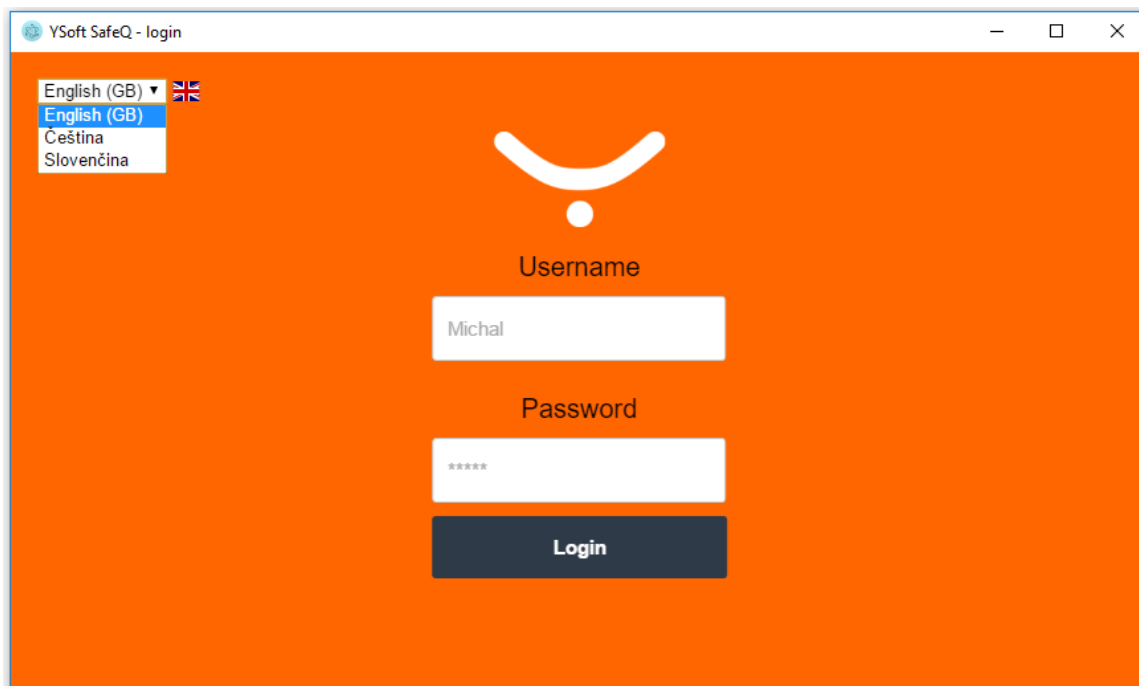 YSoft SafeQ - login
English (GB)
English (GB)
Čeština
Slovenčina
Username
Michal
Password
*****
Login